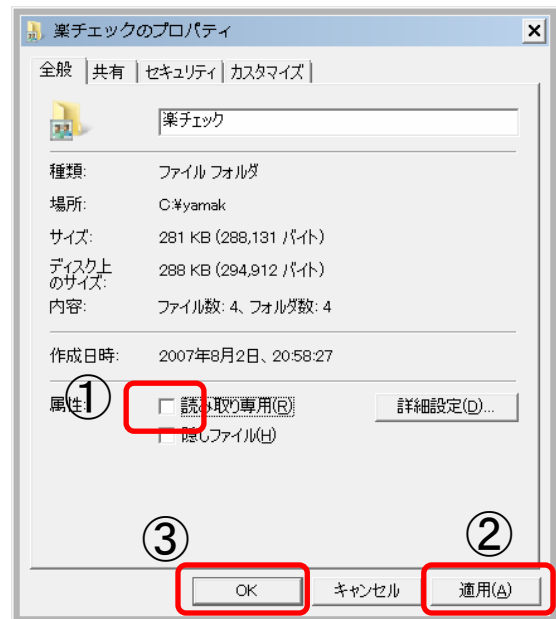 楽チェックのプロパティ
全般 共有 セキュリティ カスタマイズ
楽チェック
種類: ファイル フォルダ
場所: C:¥yamak
サイズ: 281 KB (288,131 バイト)
ディスク上のサイズ: 288 KB (294,912 バイト)
内容: ファイル数: 4、フォルダ数: 4
作成日時: 2007年8月2日、20:58:27
①
属性: 読み取り専用(R) 詳細設定(D)...
隠しファイル(H)
③ ②
OK キャンセル 適用(A)